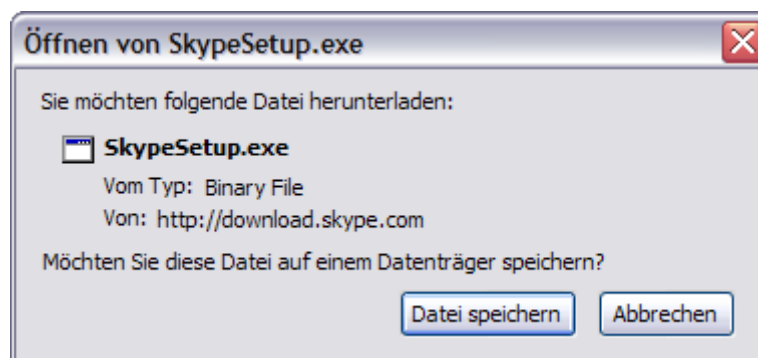 Öffnen von SkypeSetup.exe
Sie möchten folgende Datei herunterladen:
SkypeSetup.exe
Vom Typ: Binary File
Von: http://download.skype.com
Möchten Sie diese Datei auf einem Datenträger speichern?
Datei speichern Abbrechen